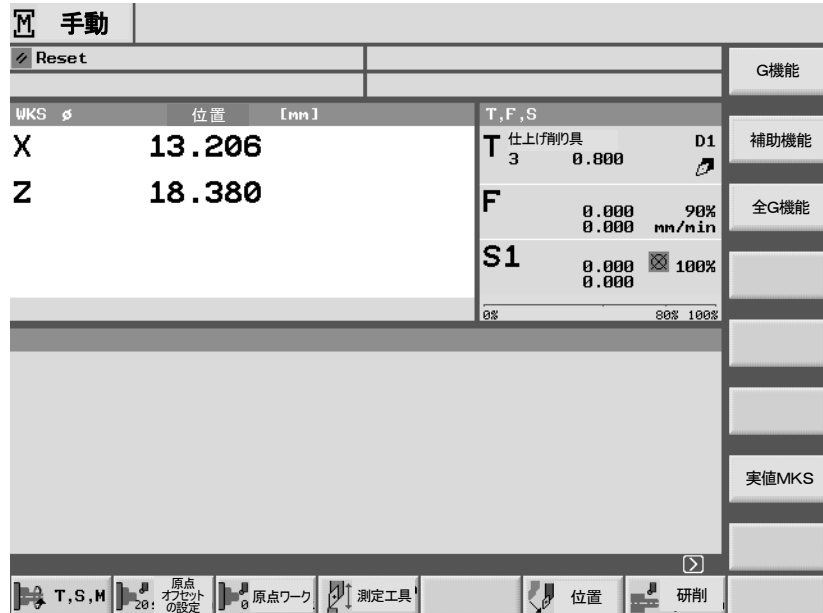 M 手動
Reset
G機能
WKS ø 位置 [mm]
T,F,S
X 13.206
T 仕上げ削り具 D1
3 0.800
補助機能
Z 18.380
F 0.000 90%
0.000 mm/min
全G機能
S1 0.000 100%
0.000
0% 80% 100%
実値MKS
T,S,M
20.
原点
オフセット
の設定
0 原点ワーク
測定工具
位置
研削